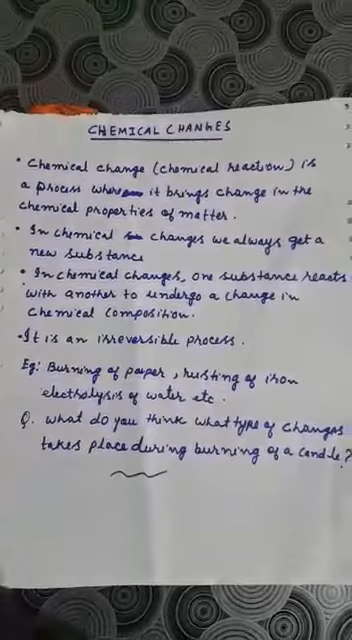 CHEMICAL CHANGES
• Chemical change (chemical reaction) is
a process where it brings change in the
chemical properties of matter.
• In chemical changes we always get a
new substance
• In chemical changes, one substance reacts
with another to undergo a change in
chemical composition.
• It is an irreversible process.
Eg: Burning of paper, rusting of iron
electrolysis of water etc.
Q. What do you think what type of changes
takes place during burning of a candle?